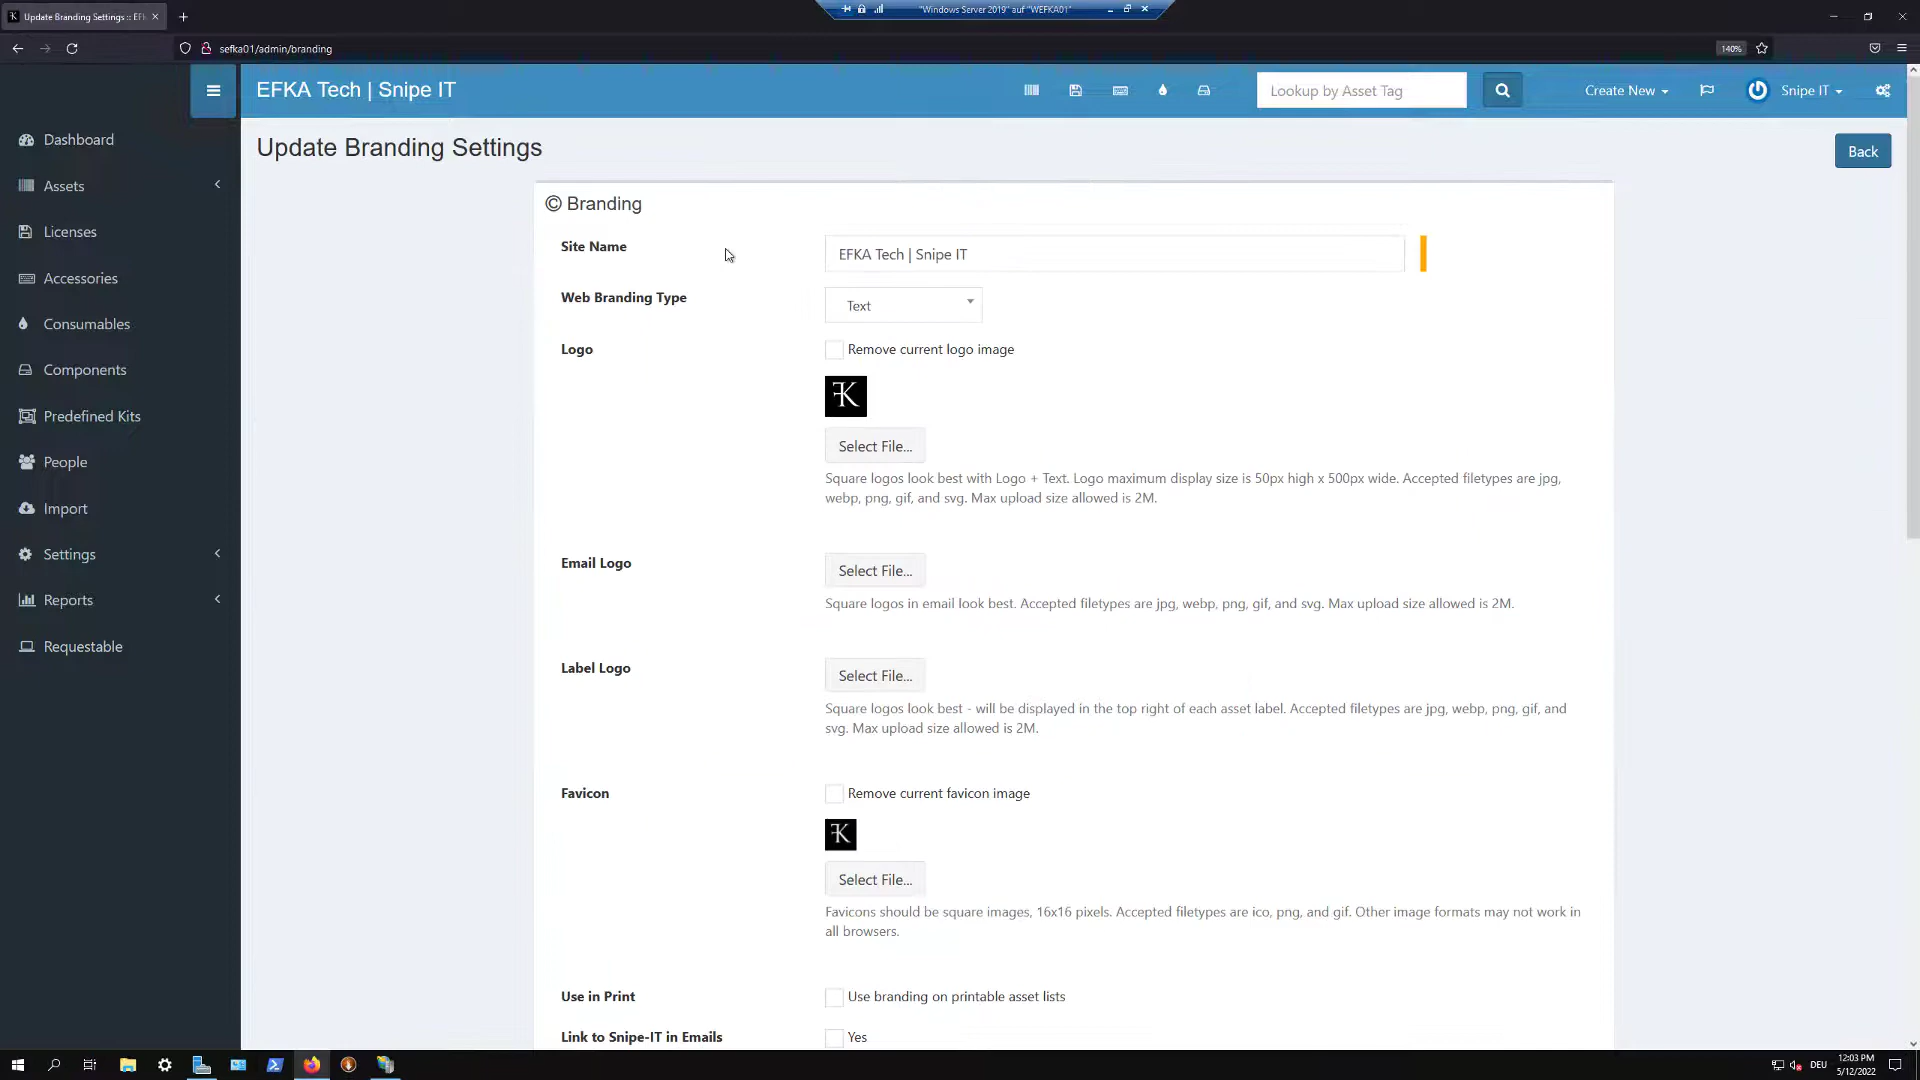 Update Branding Settings :: EF
"Windows Server 2019" auf "WEFKA01"
sefka01/admin/branding
140%
EFKA Tech | Snipe IT
Lookup by Asset Tag
Create New
Snipe IT
Update Branding Settings
Back
Dashboard
Assets
Licenses
Accessories
Consumables
Components
Predefined Kits
People
Import
Settings
Reports
Requestable
Branding
Site Name
EFKA Tech | Snipe IT
Web Branding Type
Text
Logo
Remove current logo image
Select File...
Square logos look best with Logo + Text. Logo maximum display size is 50px high x 500px wide. Accepted filetypes are jpg,
webp, png, gif, and svg. Max upload size allowed is 2M.
Email Logo
Select File...
Square logos in email look best. Accepted filetypes are jpg, webp, png, gif, and svg. Max upload size allowed is 2M.
Label Logo
Select File...
Square logos look best - will be displayed in the top right of each asset label. Accepted filetypes are jpg, webp, png, gif, and
svg. Max upload size allowed is 2M.
Favicon
Remove current favicon image
Select File...
Favicons should be square images, 16x16 pixels. Accepted filetypes are ico, png, and gif. Other image formats may not work in
all browsers.
Use in Print
Use branding on printable asset lists
Link to Snipe-IT in Emails
Yes
DEU
12:03 PM
5/12/2022